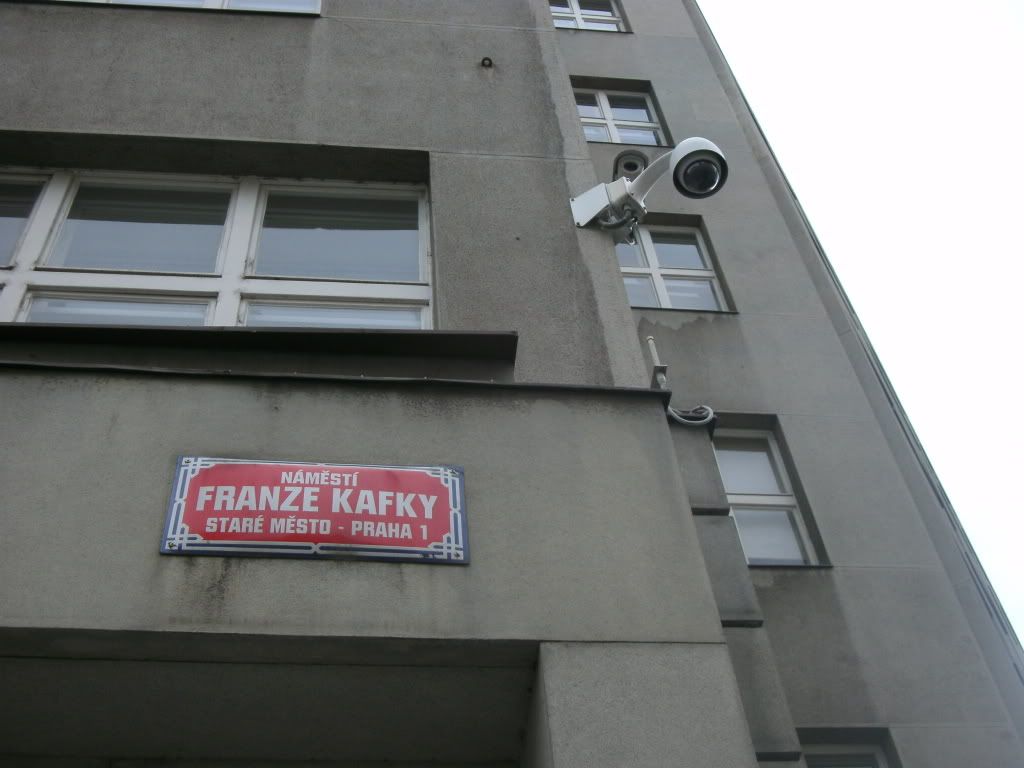 NÁMĚSTÍ
FRANZE KAFKY
STARÉ MĚSTO - PRAHA 1